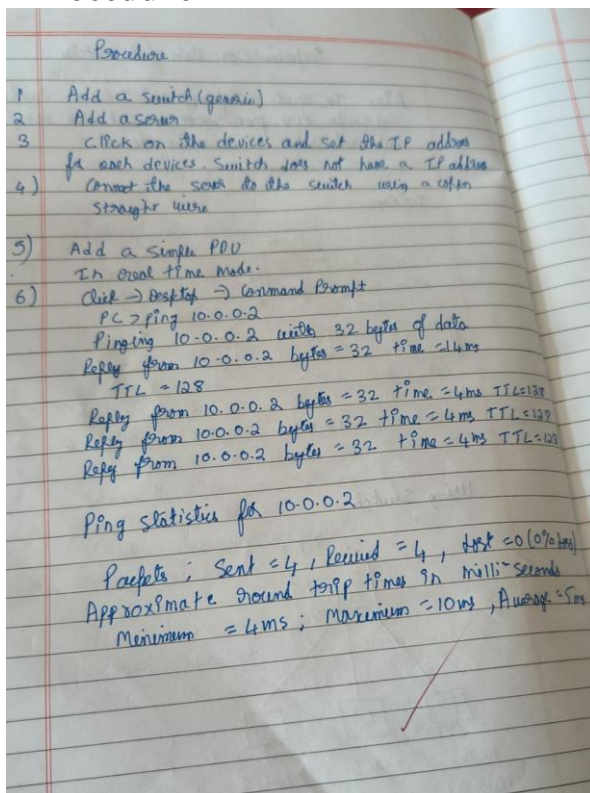 Procedure
1 Add a switch (generic)
2 Add a server
3 Click on the devices and set the IP address
for each devices. Switch does not have a IP address
4) Connect the server to the switch using a copper
straight wire
5) Add a simple PDU
In real time mode.
6) Click → Desktop → Command Prompt
PC > ping 10.0.0.2
Pinging 10.0.0.2 with 32 bytes of data
Reply from 10.0.0.2 bytes = 32 time = 14ms
TTL = 128
Reply from 10.0.0.2 bytes = 32 time = 4ms TTL=128
Reply from 10.0.0.2 bytes = 32 time = 4ms TTL=128
Reply from 10.0.0.2 bytes = 32 time = 4ms TTL=128
Ping statistics for 10.0.0.2
Packets ; Sent = 4 , Received = 4 , lost = 0 (0% loss)
Approximate round trip times in milli-seconds
Minimum = 4ms ; Maximum = 10ms , Average = 5ms